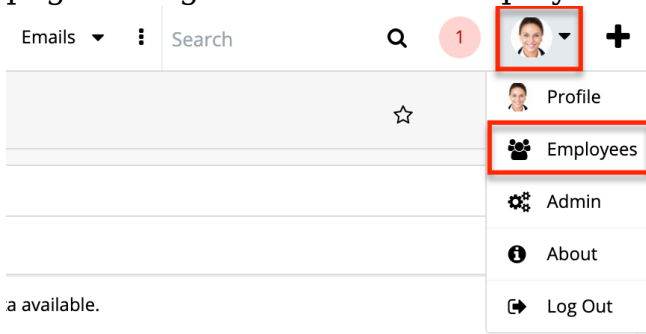 Emails
Search
1
Profile
Employees
Admin
About
Log Out
available.